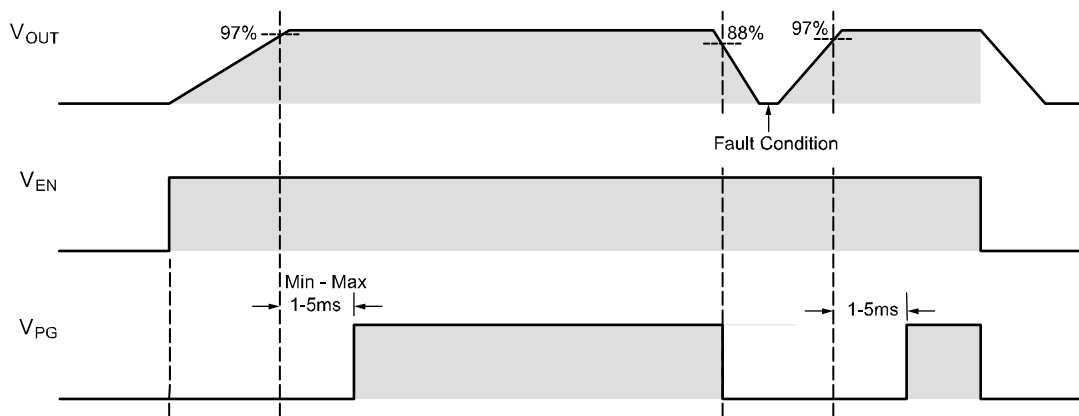 VOUT
97%
88%
97%
Fault Condition
VEN
Min - Max
1-5ms
1-5ms
VPG